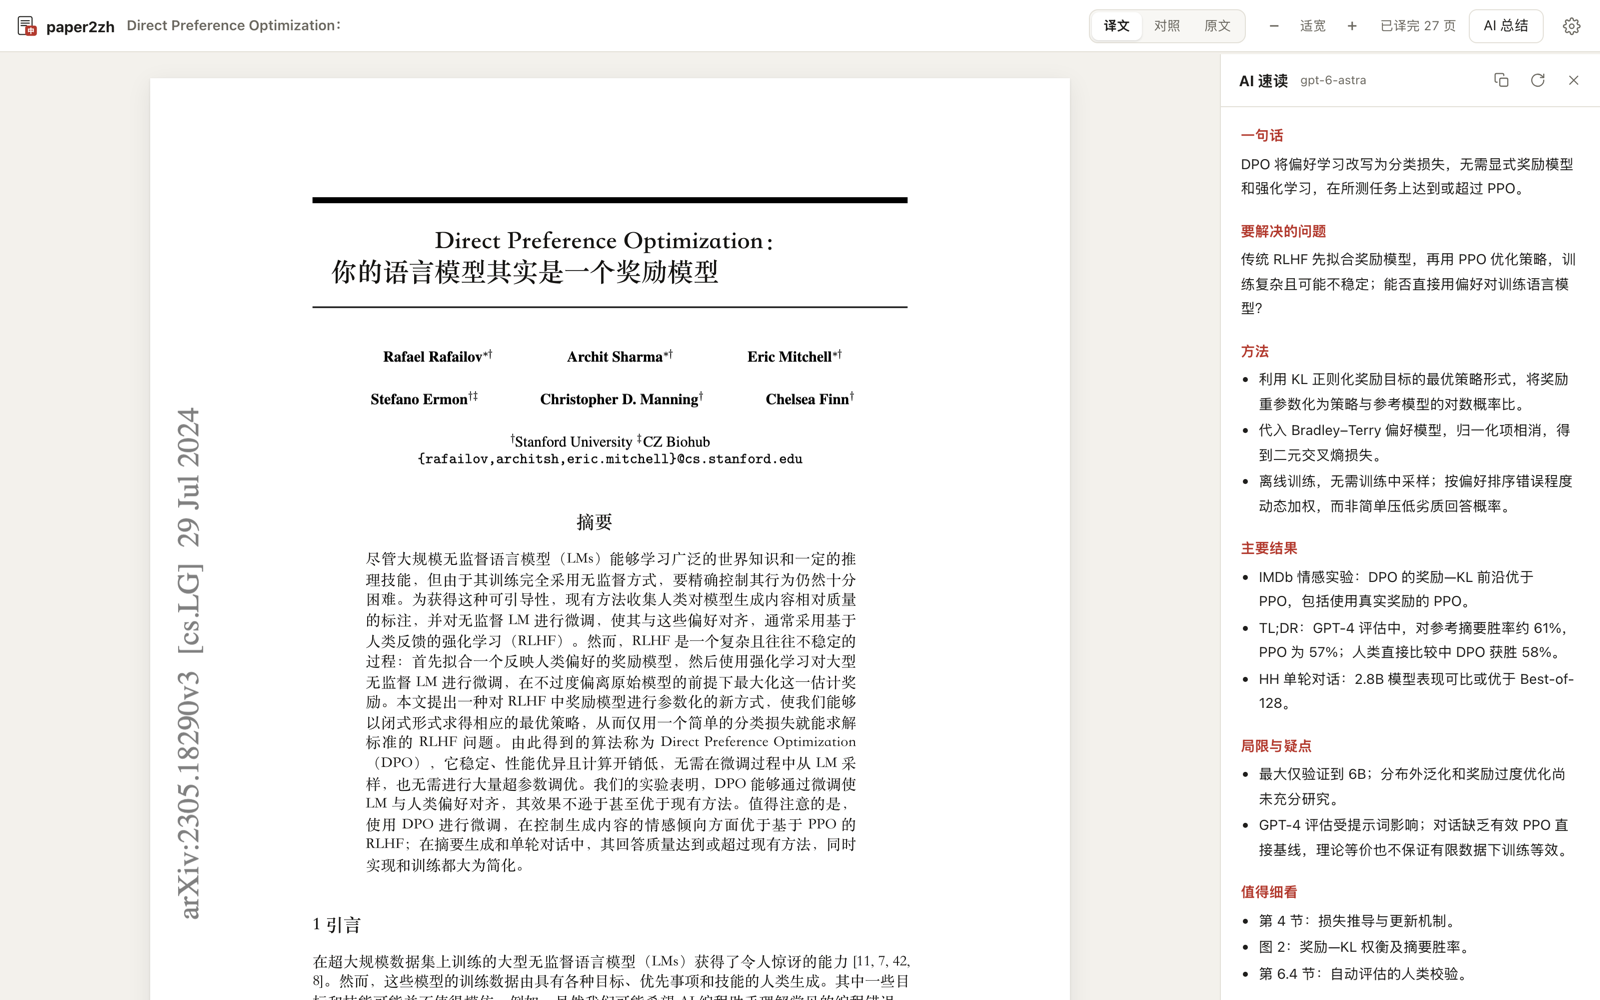 paper2zh
Direct Preference Optimization:
译文
对照
原文
−
适宽
+
已译完 27 页
AI 总结
Direct Preference Optimization:
你的语言模型其实是一个奖励模型
Rafael Rafailov*† Archit Sharma*† Eric Mitchell*†
Stefano Ermon†‡ Christopher D. Manning† Chelsea Finn†
†Stanford University ‡CZ Biohub
{rafailov,architsh,eric.mitchell}@cs.stanford.edu
摘要
尽管大规模无监督语言模型（LMs）能够学习广泛的世界知识和一定的推
理技能，但由于其训练完全采用无监督方式，要精确控制其行为仍然十分
困难。为获得这种可引导性，现有方法收集人类对模型生成内容相对质量
的标注，并对无监督 LM 进行微调，使其与这些偏好对齐，通常采用基于
人类反馈的强化学习（RLHF）。然而，RLHF 是一个复杂且往往不稳定的
过程：首先拟合一个反映人类偏好的奖励模型，然后使用强化学习对大型
无监督 LM 进行微调，在不过度偏离原始模型的前提下最大化这一估计奖
励。本文提出一种对 RLHF 中奖励模型进行参数化的新方式，使我们能够
以闭式形式求得相应的最优策略，从而仅用一个简单的分类损失就能求解
标准的 RLHF 问题。由此得到的算法称为 Direct Preference Optimization
（DPO），它稳定、性能优异且计算开销低，无需在微调过程中从 LM 采
样，也无需进行大量超参数调优。我们的实验表明，DPO 能够通过微调使
LM 与人类偏好对齐，其效果不逊于甚至优于现有方法。值得注意的是，
使用 DPO 进行微调，在控制生成内容的情感倾向方面优于基于 PPO 的
RLHF；在摘要生成和单轮对话中，其回答质量达到或超过现有方法，同时
实现和训练都大为简化。
1 引言
在超大规模数据集上训练的大型无监督语言模型（LMs）获得了令人惊讶的能力 [11, 7, 42,
8]。然而，这些模型的训练数据由具有各种目标、优先事项和技能的人类生成。其中一些目
arXiv:2305.18290v3 [cs.LG] 29 Jul 2024
AI 速读 gpt-6-astra
一句话
DPO 将偏好学习改写为分类损失，无需显式奖励模型
和强化学习，在所测任务上达到或超过 PPO。
要解决的问题
传统 RLHF 先拟合奖励模型，再用 PPO 优化策略，训
练复杂且可能不稳定；能否直接用偏好对训练语言模
型？
方法
• 利用 KL 正则化奖励目标的最优策略形式，将奖励
重参数化为策略与参考模型的对数概率比。
• 代入 Bradley–Terry 偏好模型，归一化项相消，得
到二元交叉熵损失。
• 离线训练，无需训练中采样；按偏好排序错误程度
动态加权，而非简单压低劣质回答概率。
主要结果
• IMDb 情感实验：DPO 的奖励—KL 前沿优于
PPO，包括使用真实奖励的 PPO。
• TL;DR：GPT-4 评估中，对参考摘要胜率约 61%，
PPO 为 57%；人类直接比较中 DPO 获胜 58%。
• HH 单轮对话：2.8B 模型表现可比或优于 Best-of-
128。
局限与疑点
• 最大仅验证到 6B；分布外泛化和奖励过度优化尚
未充分研究。
• GPT-4 评估受提示词影响；对话缺乏有效 PPO 直
接基线，理论等价也不保证有限数据下训练等效。
值得细看
• 第 4 节：损失推导与更新机制。
• 图 2：奖励—KL 权衡及摘要胜率。
• 第 6.4 节：自动评估的人类校验。